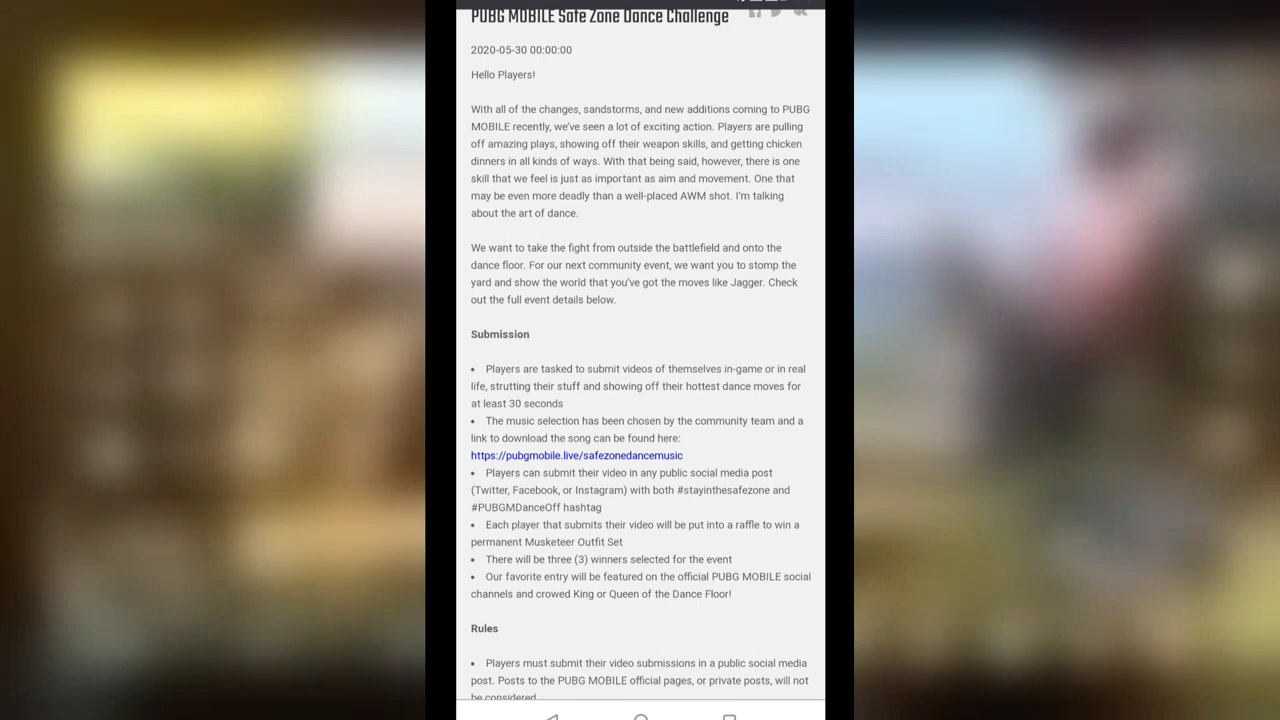 PUBG MOBILE Safe Zone Dance Challenge
2020-05-30 00:00:00
Hello Players!
With all of the changes, sandstorms, and new additions coming to PUBG
MOBILE recently, we've seen a lot of exciting action. Players are pulling
off amazing plays, showing off their weapon skills, and getting chicken
dinners in all kinds of ways. With that being said, however, there is one
skill that we feel is just as important as aim and movement. One that
may be even more deadly than a well-placed AWM shot. I'm talking
about the art of dance.
We want to take the fight from outside the battlefield and onto the
dance floor. For our next community event, we want you to stomp the
yard and show the world that you've got the moves like Jagger. Check
out the full event details below.
Submission
• Players are tasked to submit videos of themselves in-game or in real
life, strutting their stuff and showing off their hottest dance moves for
at least 30 seconds
• The music selection has been chosen by the community team and a
link to download the song can be found here:
https://pubgmobile.live/safezonedancemusic
• Players can submit their video in any public social media post
(Twitter, Facebook, or Instagram) with both #stayinthesafezone and
#PUBGMDanceOff hashtag
• Each player that submits their video will be put into a raffle to win a
permanent Musketeer Outfit Set
• There will be three (3) winners selected for the event
• Our favorite entry will be featured on the official PUBG MOBILE social
channels and crowed King or Queen of the Dance Floor!
Rules
• Players must submit their video submissions in a public social media
post. Posts to the PUBG MOBILE official pages, or private posts, will not
be considered